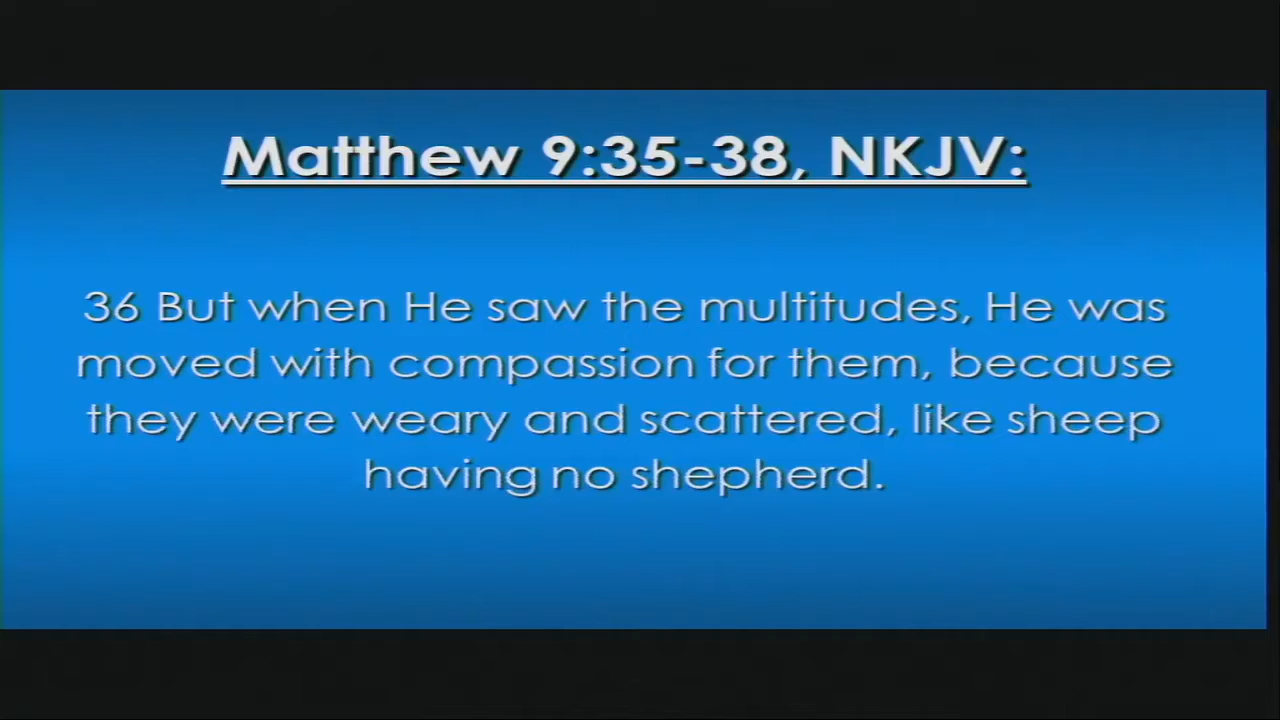 Matthew 9:35-38, NKJV:
36 But when He saw the multitudes, He was
moved with compassion for them, because
they were weary and scattered, like sheep
having no shepherd.